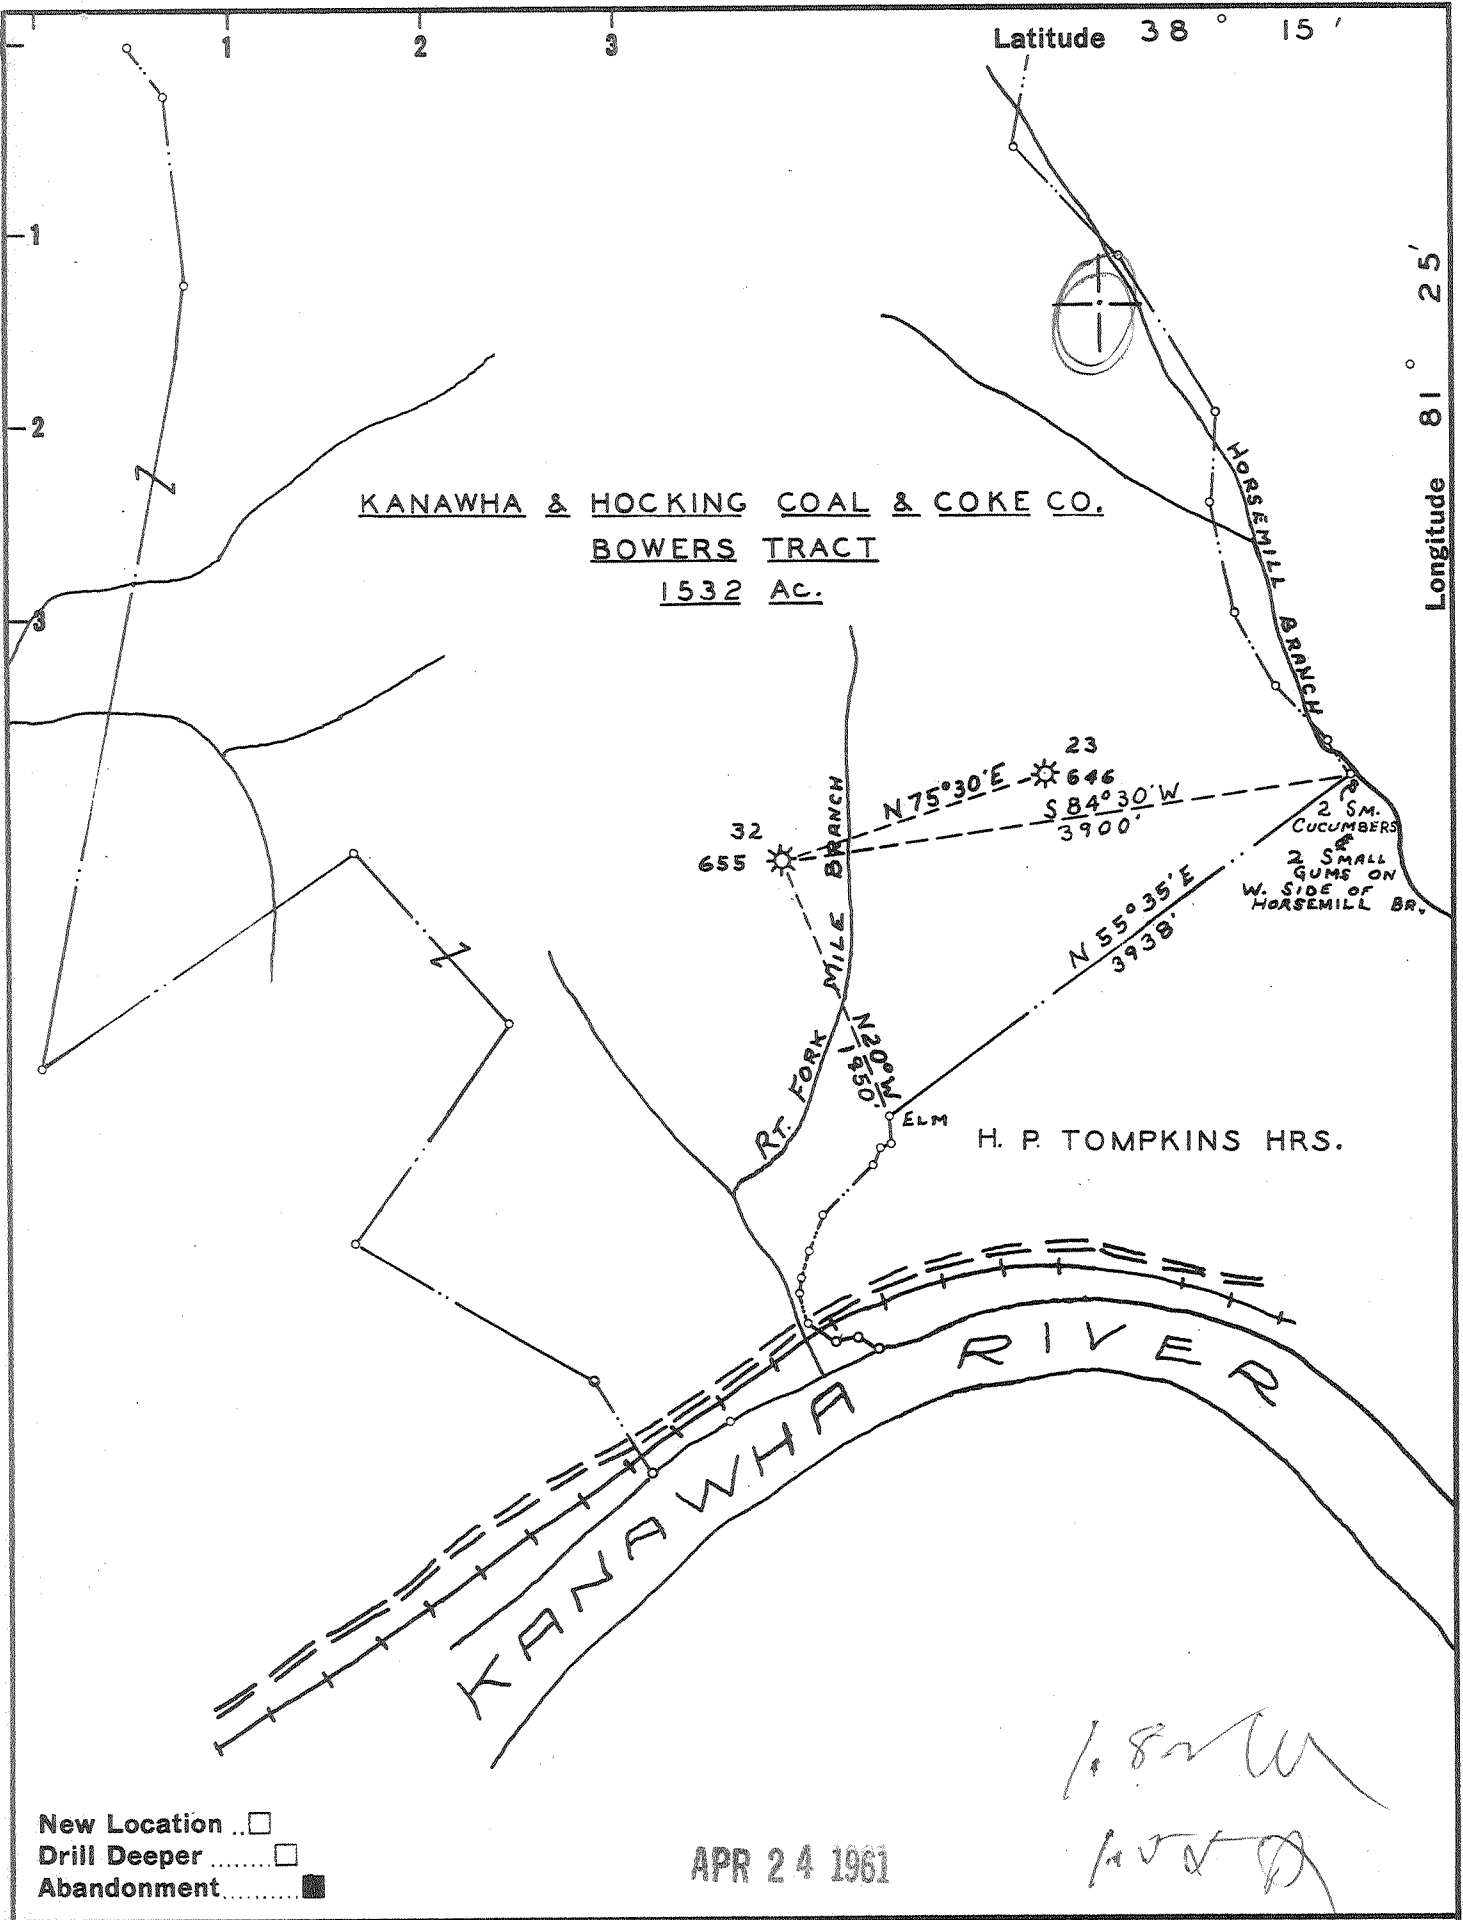 1 2 3
Latitude 38° 15'
1
2
3
Longitude 81° 25'
KANAWHA & HOCKING COAL & COKE CO.
BOWERS TRACT
1532 AC.
HORSEMILL BRANCH
23
646
N 75°30'E
S 84°30'W
3900'
32
655
2 SM.
CUCUMBERS
&
2 SMALL
GUMS ON
W. SIDE OF
HORSEMILL BR.
N 55°35'E
3938'
RT. FORK MILE BRANCH
N 20° W
1850'
ELM
H. P. TOMPKINS HRS.
KANAWHA RIVER
New Location ..
Drill Deeper ........
Abandonment ..........
APR 24 1961